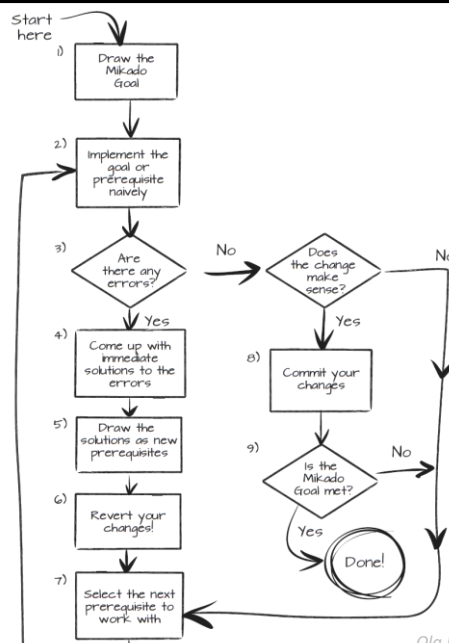 Start
here
1)
Draw the
Mikado
Goal
2)
Implement the
goal or
prerequisite
naively
3)
Are
there any
errors?
No
Does
the change
make
sense?
No
Yes
Yes
4)
Come up with
immediate
solutions to the
errors
8)
Commit your
changes
5)
Draw the
solutions as new
prerequisites
9)
Is the
Mikado
Goal met?
No
6)
Revert your
changes!
Yes
Done!
7)
Select the next
prerequisite to
work with
Ola